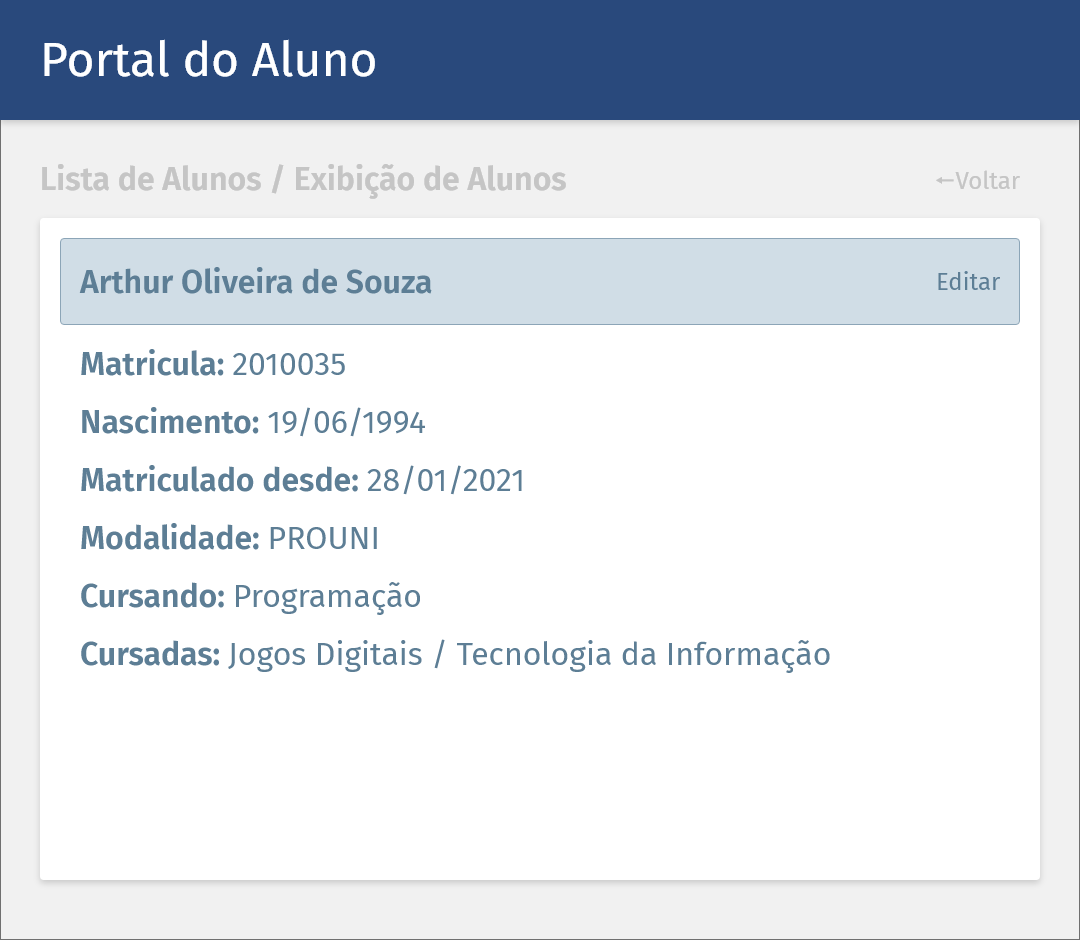 Portal do Aluno
Lista de Alunos / Exibição de Alunos
←Voltar
Arthur Oliveira de Souza
Editar
Matricula: 2010035
Nascimento: 19/06/1994
Matriculado desde: 28/01/2021
Modalidade: PROUNI
Cursando: Programação
Cursadas: Jogos Digitais / Tecnologia da Informação